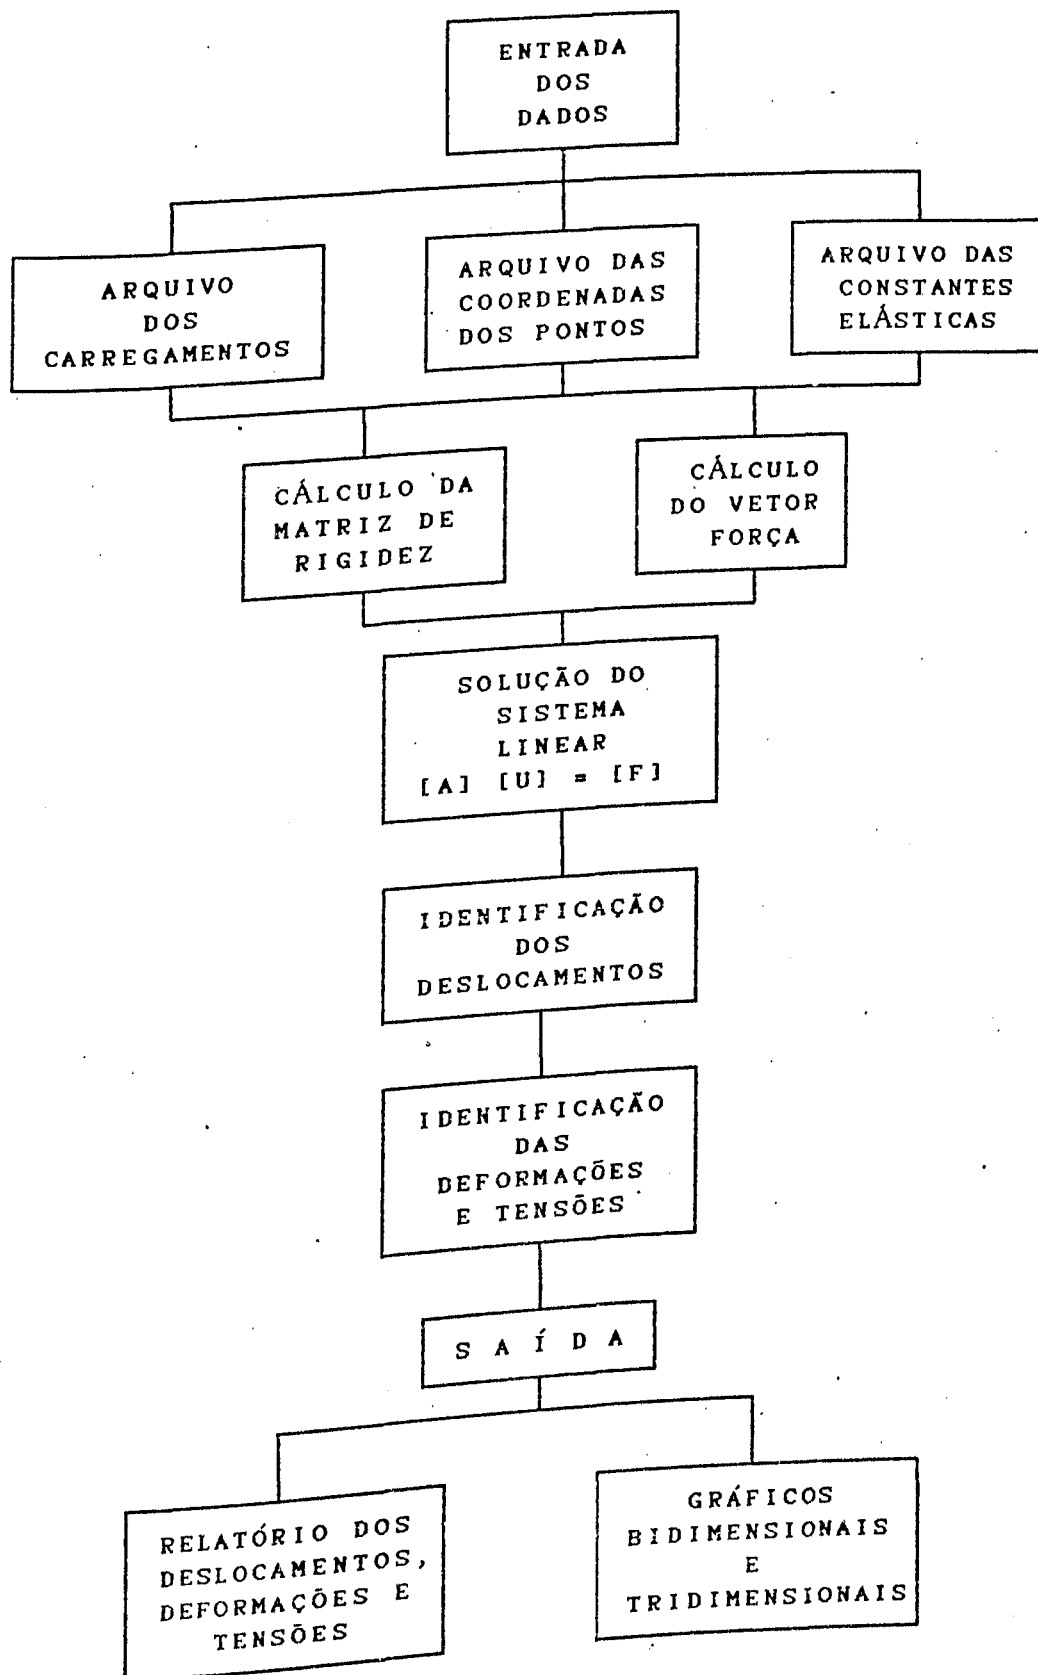 ENTRADA
DOS
DADOS
ARQUIVO
DOS
CARREGAMENTOS
ARQUIVO DAS
COORDENADAS
DOS PONTOS
ARQUIVO DAS
CONSTANTES
ELÁSTICAS
CÁLCULO DA
MATRIZ DE
RIGIDEZ
CÁLCULO
DO VETOR
FORÇA
SOLUÇÃO DO
SISTEMA
LINEAR
[A] [U] = [F]
IDENTIFICAÇÃO
DOS
DESLOCAMENTOS
IDENTIFICAÇÃO
DAS
DEFORMAÇÕES
E TENSÕES
SAÍDA
RELATÓRIO DOS
DESLOCAMENTOS,
DEFORMAÇÕES E
TENSÕES
GRÁFICOS
BIDIMENSIONAIS
E
TRIDIMENSIONAIS